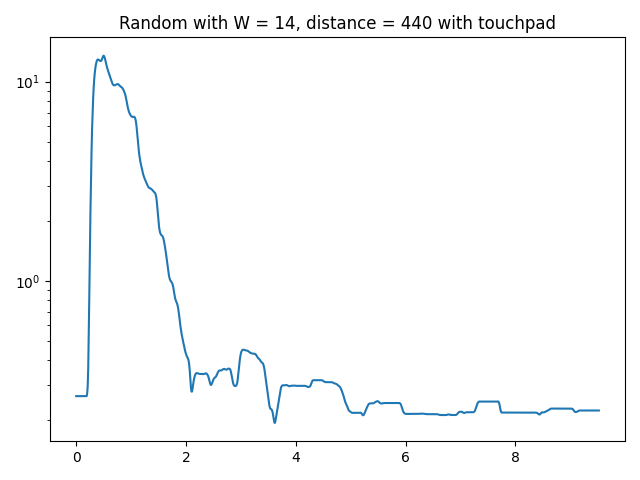 Random with W = 14, distance = 440 with touchpad
10¹
10⁰
0 2 4 6 8